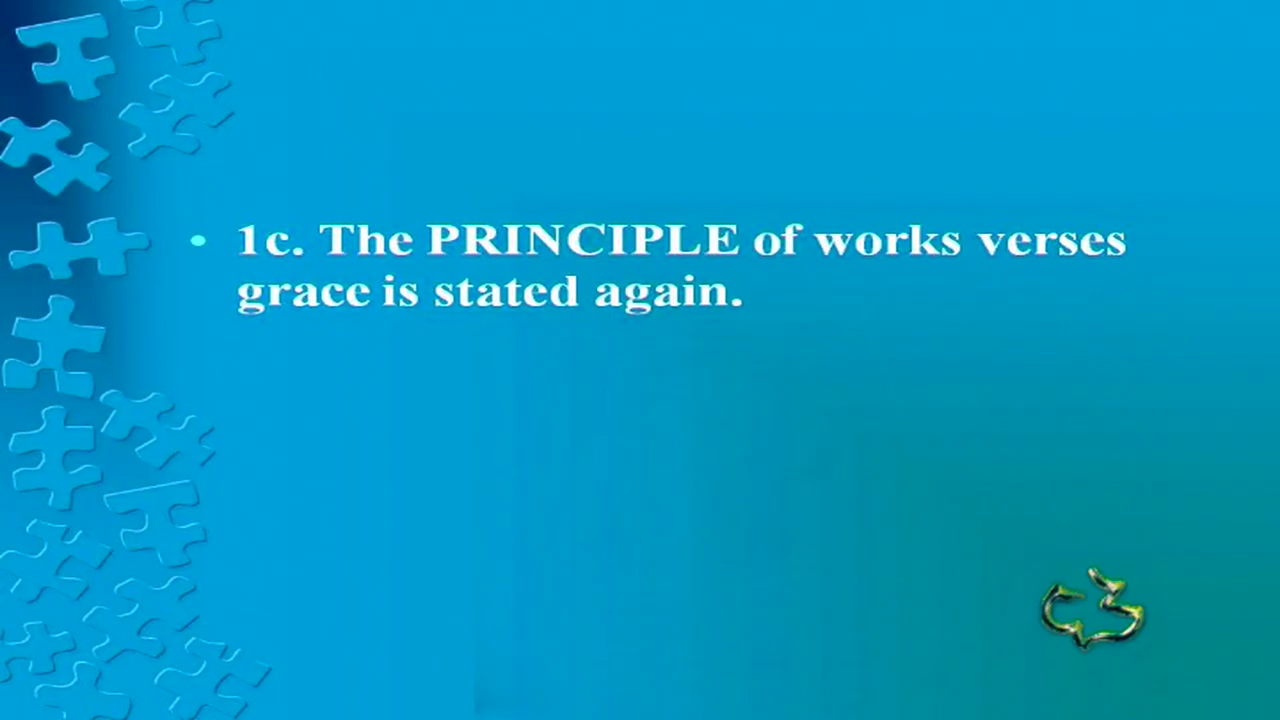 • 1c. The PRINCIPLE of works verses
grace is stated again.